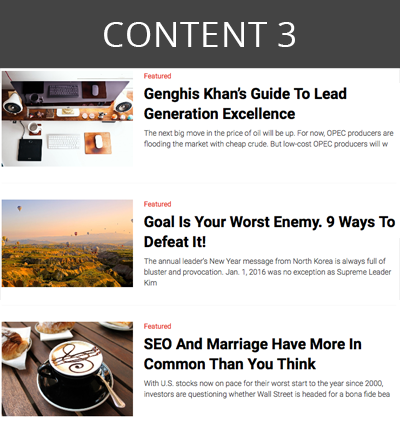 CONTENT 3
Featured
Genghis Khan's Guide To Lead
Generation Excellence
The next big move in the price of oil will be up. For now, OPEC producers are
flooding the market with cheap crude. But low-cost OPEC producers will w
Featured
Goal Is Your Worst Enemy. 9 Ways To
Defeat It!
The annual leader's New Year message from North Korea is always full of
bluster and provocation. Jan. 1, 2016 was no exception as Supreme Leader
Kim
Featured
SEO And Marriage Have More In
Common Than You Think
With U.S. stocks now on pace for their worst start to the year since 2000,
investors are questioning whether Wall Street is headed for a bona fide bea